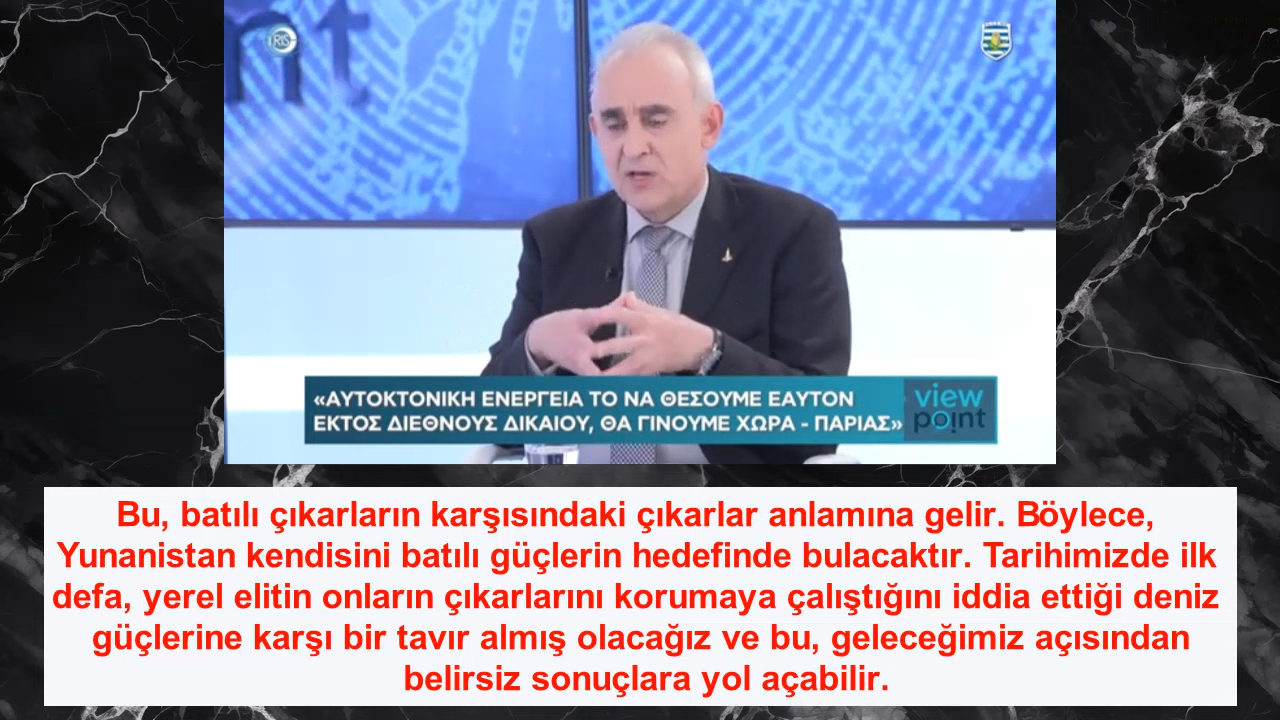 nt
IRIS
«ΑΥΤΟΚΤΟΝΙΚΗ ΕΝΕΡΓΕΙΑ ΤΟ ΝΑ ΘΕΣΟΥΜΕ ΕΑΥΤΟΝ
ΕΚΤΟΣ ΔΙΕΘΝΟΥΣ ΔΙΚΑΙΟΥ, ΘΑ ΓΙΝΟΥΜΕ ΧΩΡΑ - ΠΑΡΙΑΣ»
view
point
Bu, batılı çıkarların karşısındaki çıkarlar anlamına gelir. Böylece,
Yunanistan kendisini batılı güçlerin hedefinde bulacaktır. Tarihimizde ilk
defa, yerel elitin onların çıkarlarını korumaya çalıştığını iddia ettiği deniz
güçlerine karşı bir tavır almış olacağız ve bu, geleceğimiz açısından
belirsiz sonuçlara yol açabilir.